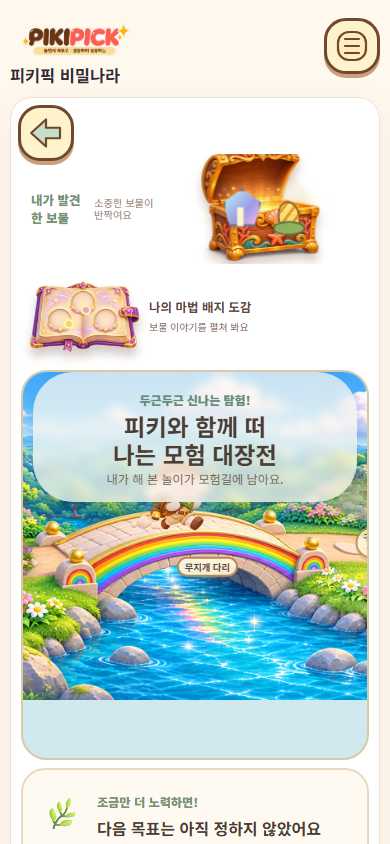 PIKIPICK
피키픽 비밀나라
내가 발견
한 보물
소중한 보물이
반짝여요
나의 마법 배지 도감
보물 이야기를 펼쳐 봐요
두근두근 신나는 탐험!
피키와 함께 떠
나는 모험 대장전
내가 해 본 놀이가 모험길에 남아요.
무지개 다리
조금만 더 노력하면!
다음 목표는 아직 정하지 않았어요